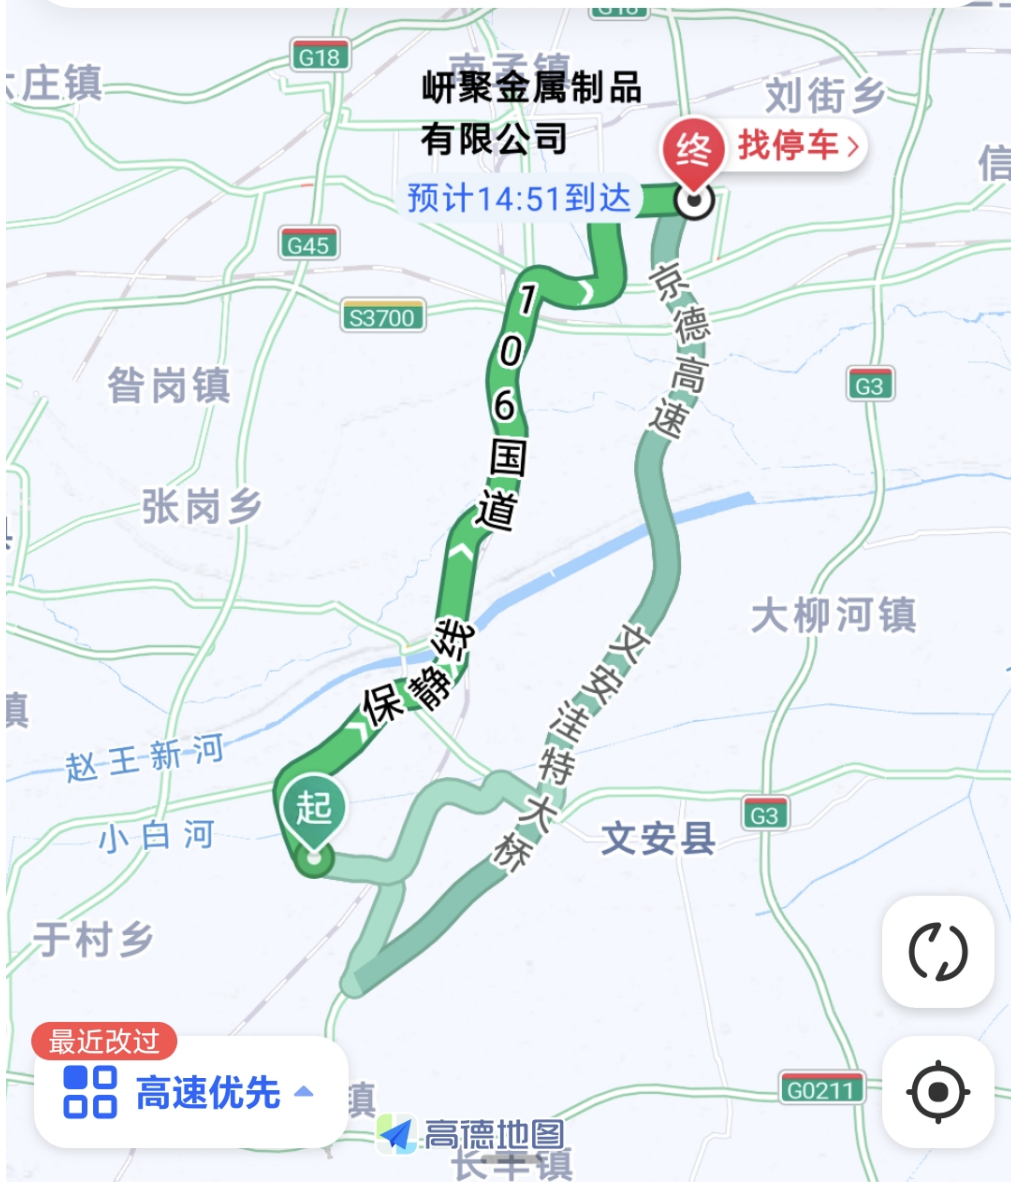 G18
G18
南孟镇
庄镇
岍聚金属制品
有限公司
刘街乡
终
找停车
信
预计14:51到达
G45
京德高速
S3700
106国道
昝岗镇
G3
张岗乡
大柳河镇
文安洼特大桥
保静线
镇
赵王新河
起
小白河
G3
文安县
于村乡
最近改过
高速优先
镇
G0211
高德地图
长丰镇